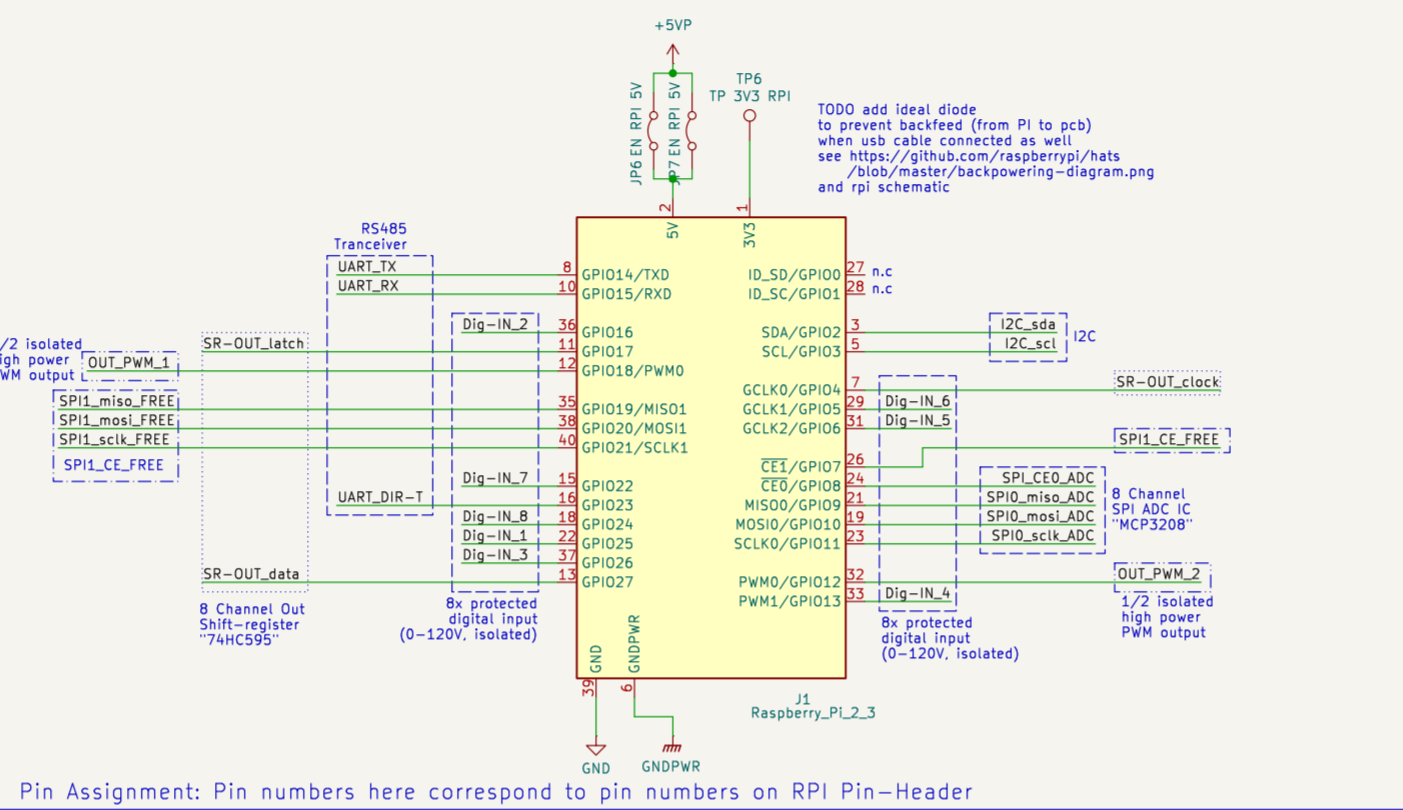 +5VP
TP6
TP 3V3 RPI
JP6 EN RPI 5V
JP7 EN RPI 5V
TODO add ideal diode
to prevent backfeed (from PI to pcb)
when usb cable connected as well
see https://github.com/raspberrypi/hats
/blob/master/backpowering-diagram.png
and rpi schematic
2
1
5V
3V3
RS485
Tranceiver
UART_TX
8
GPIO14/TXD
UART_RX
10
GPIO15/RXD
ID_SD/GPIO0
27
n.c
ID_SC/GPIO1
28
n.c
Dig-IN_2
36
GPIO16
SR-OUT_latch
11
GPIO17
/2 isolated
igh power
WM output
OUT_PWM_1
12
GPIO18/PWM0
SDA/GPIO2
3
I2C_sda
SCL/GPIO3
5
I2C_scl
I2C
SPI1_miso_FREE
35
GPIO19/MISO1
SPI1_mosi_FREE
38
GPIO20/MOSI1
SPI1_sclk_FREE
40
GPIO21/SCLK1
SPI1_CE_FREE
GCLK0/GPIO4
7
SR-OUT_clock
GCLK1/GPIO5
29
Dig-IN_6
GCLK2/GPIO6
31
Dig-IN_5
CE1/GPIO7
26
SPI1_CE_FREE
Dig-IN_7
15
GPIO22
UART_DIR-T
16
GPIO23
Dig-IN_8
18
GPIO24
Dig-IN_1
22
GPIO25
Dig-IN_3
37
GPIO26
SR-OUT_data
13
GPIO27
CE0/GPIO8
24
SPI_CE0_ADC
MISO0/GPIO9
21
SPI0_miso_ADC
MOSI0/GPIO10
19
SPI0_mosi_ADC
SCLK0/GPIO11
23
SPI0_sclk_ADC
8 Channel
SPI ADC IC
"MCP3208"
PWM0/GPIO12
32
OUT_PWM_2
PWM1/GPIO13
33
Dig-IN_4
8 Channel Out
Shift-register
"74HC595"
8x protected
digital input
(0-120V, isolated)
8x protected
digital input
(0-120V, isolated)
1/2 isolated
high power
PWM output
GND
GNDPWR
39
6
J1
Raspberry_Pi_2_3
GND
GNDPWR
Pin Assignment: Pin numbers here correspond to pin numbers on RPI Pin-Header